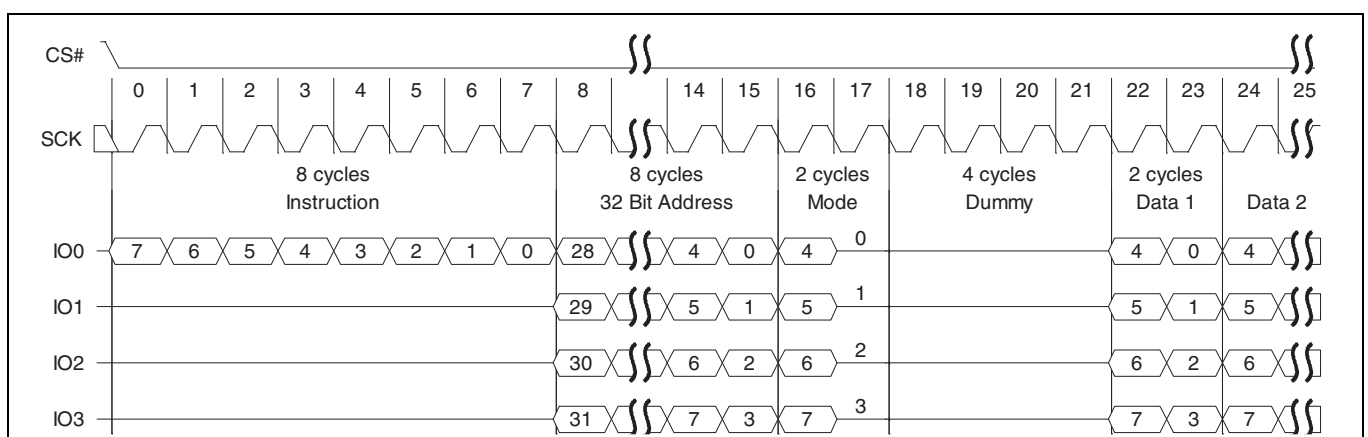 CS#
0 1 2 3 4 5 6 7 8 14 15 16 17 18 19 20 21 22 23 24 25
SCK
8 cycles 8 cycles 2 cycles 4 cycles 2 cycles
Instruction 32 Bit Address Mode Dummy Data 1 Data 2
IO0 7 6 5 4 3 2 1 0 28 4 0 4 0 4 0 4
IO1 29 5 1 5 1 5 1 5
IO2 30 6 2 6 2 6 2 6
IO3 31 7 3 7 3 7 3 7